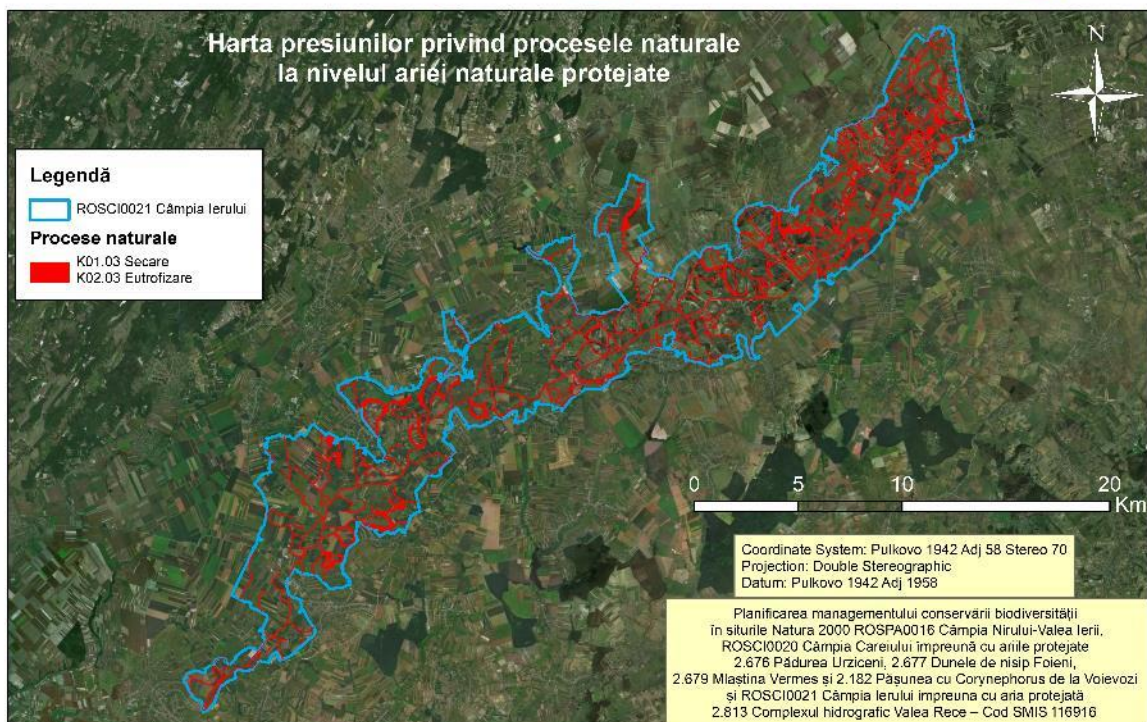 Harta presiunilor privind procesele naturale
la nivelul ariei naturale protejate
N
Legendă
ROSCI0021 Câmpia Ierului
Procese naturale
K01.03 Secare
K02.03 Eutrofizare
0 5 10 20
Km
Coordinate System: Pulkovo 1942 Adj 58 Stereo 70
Projection: Double Stereographic
Datum: Pulkovo 1942 Adj 1958
Planificarea managementului conservării biodiversității
în siturile Natura 2000 ROSPA0016 Câmpia Nirului-Valea Ierii,
ROSCI0020 Câmpia Careiului împreună cu ariile protejate
2.676 Pădurea Urziceni, 2.677 Dunele de nisip Foieni,
2.679 Mlaștina Vermes și 2.182 Pășunea cu Corynephorus de la Voievozi
și ROSCI0021 Câmpia Ierului impreuna cu aria protejată
2.813 Complexul hidrografic Valea Rece – Cod SMIS 116916